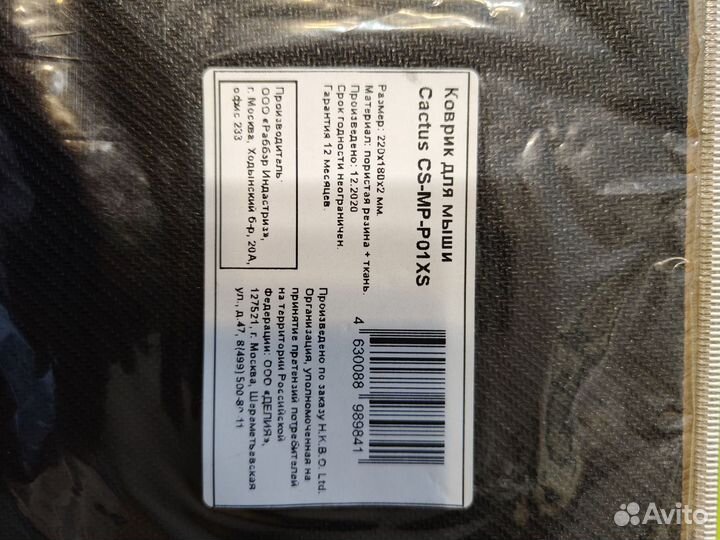 Коврик для мыши
Cactus CS-MP-P01XS
Размер: 220x180x2 мм.
Материал: пористая резина + ткань.
Произведено: 12.2020
Срок годности неограничен.
Гарантия 12 месяцев.
Производитель:
ООО «Раббэр Индастриз»,
г. Москва, Ходынский б-р, 20А,
офис 233
4 630088 989841
Произведено по заказу Н.К.В.О. Ltd.
Организация, уполномоченная на
принятие претензий потребителей
на территории Российской
Федерации: ООО «ДЕЛИЯ»,
127521, г. Москва, Шереметьевская
ул., д.47, 8(499) 500-80-11
Avito